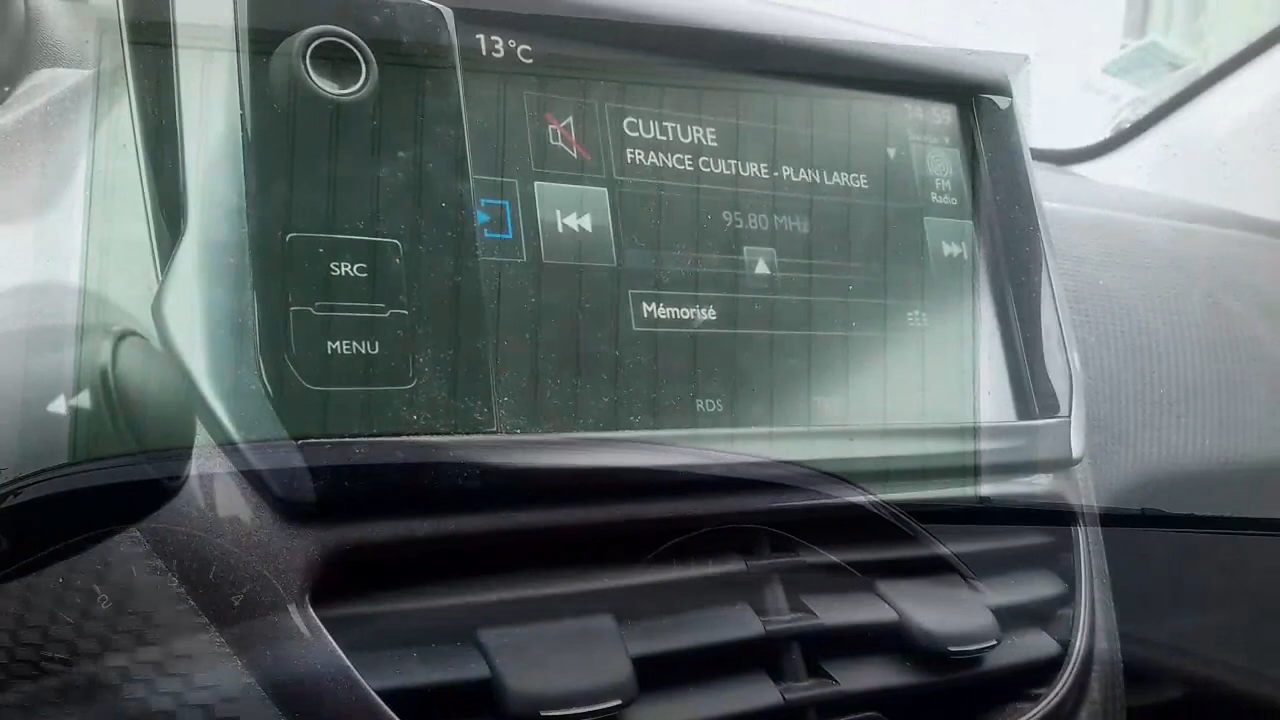 13°C
CULTURE
FRANCE CULTURE - PLAN LARGE
FM
Radio
95.80 MHz
SRC
Mémorisé
MENU
RDS